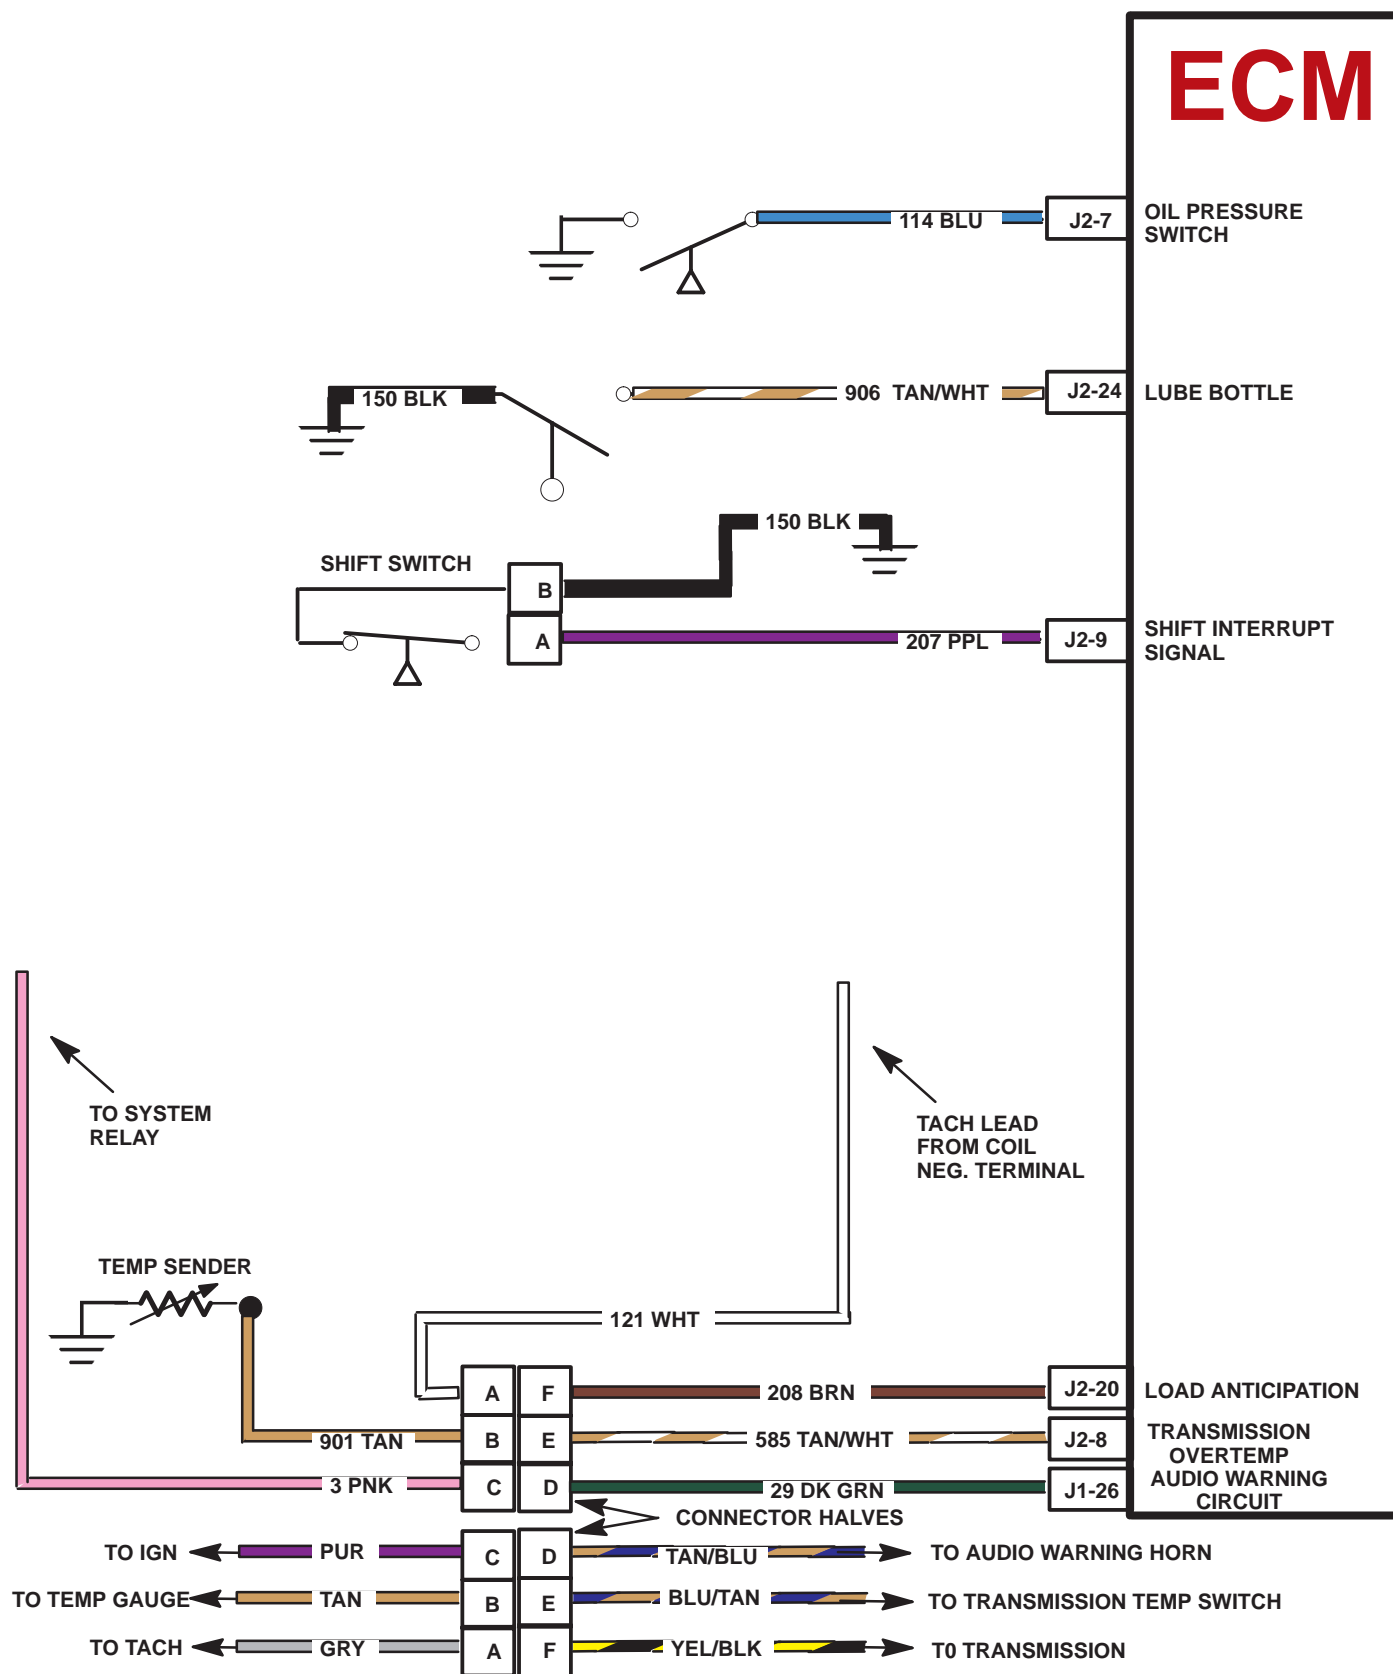 ECM
114 BLU
J2-7
OIL PRESSURE
SWITCH
150 BLK
906 TAN/WHT
J2-24
LUBE BOTTLE
150 BLK
SHIFT SWITCH
B
A
207 PPL
J2-9
SHIFT INTERRUPT
SIGNAL
TO SYSTEM
RELAY
TACH LEAD
FROM COIL
NEG. TERMINAL
TEMP SENDER
121 WHT
A
F
208 BRN
J2-20
LOAD ANTICIPATION
901 TAN
B
E
585 TAN/WHT
J2-8
TRANSMISSION
OVERTEMP
3 PNK
C
D
29 DK GRN
J1-26
AUDIO WARNING
CIRCUIT
CONNECTOR HALVES
TO IGN
PUR
C
D
TAN/BLU
TO AUDIO WARNING HORN
TO TEMP GAUGE
TAN
B
E
BLU/TAN
TO TRANSMISSION TEMP SWITCH
TO TACH
GRY
A
F
YEL/BLK
T0 TRANSMISSION